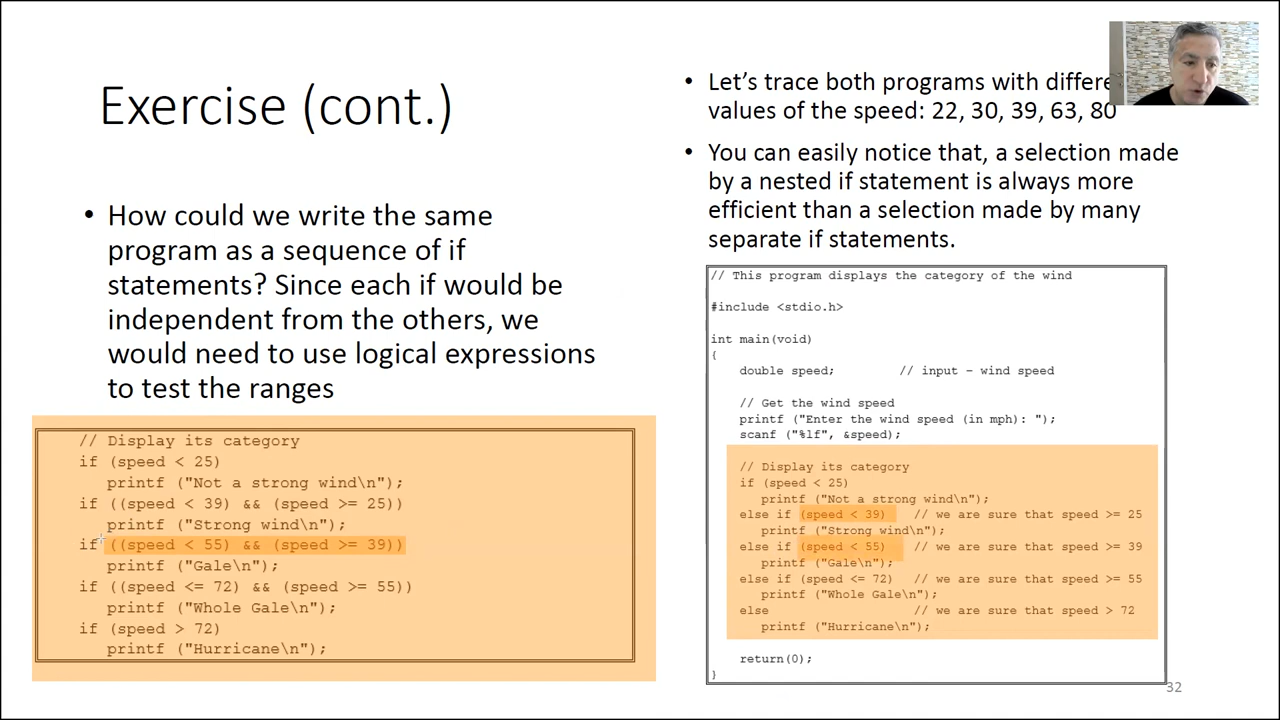 Exercise (cont.)
• How could we write the same
program as a sequence of if
statements? Since each if would be
independent from the others, we
would need to use logical expressions
to test the ranges
// Display its category
if (speed < 25)
printf ("Not a strong wind\n");
if ((speed < 39) && (speed >= 25))
printf ("Strong wind\n");
if ((speed < 55) && (speed >= 39))
printf ("Gale\n");
if ((speed <= 72) && (speed >= 55))
printf ("Whole Gale\n");
if (speed > 72)
printf ("Hurricane\n");
• Let's trace both programs with
values of the speed: 22, 30, 39, 63, 80
• You can easily notice that, a selection made
by a nested if statement is always more
efficient than a selection made by many
separate if statements.
// This program displays the category of the wind
#include <stdio.h>
int main(void)
{
double speed; // input – wind speed
// Get the wind speed
printf ("Enter the wind speed (in mph): ");
scanf ("%lf", &speed);
// Display its category
if (speed < 25)
printf ("Not a strong wind\n");
else if (speed < 39) // we are sure that speed >= 25
printf ("Strong wind\n");
else if (speed < 55) // we are sure that speed >= 39
printf ("Gale\n");
else if (speed <= 72) // we are sure that speed >= 55
printf ("Whole Gale\n");
else // we are sure that speed > 72
printf ("Hurricane\n");
return(0);
}
32